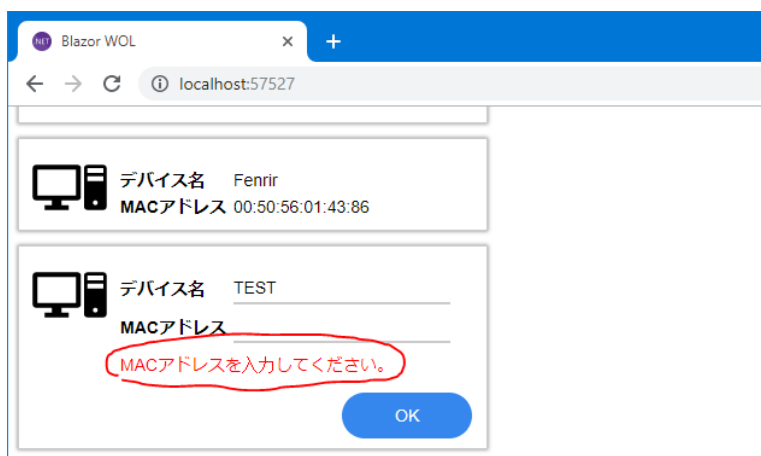 NET Blazor WOL
localhost:57527
デバイス名 Fenrir
MACアドレス 00:50:56:01:43:86
デバイス名 TEST
MACアドレス
MACアドレスを入力してください。
OK